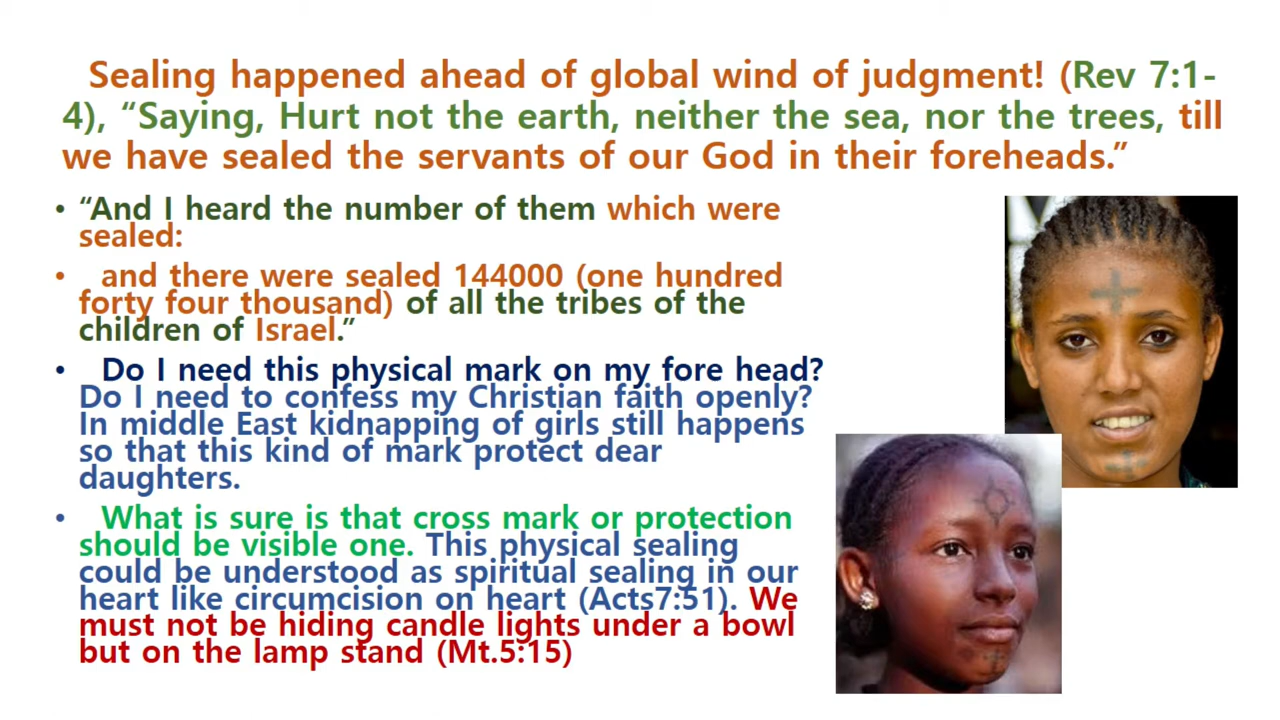 Sealing happened ahead of global wind of judgment! (Rev 7:1-
4), “Saying, Hurt not the earth, neither the sea, nor the trees, till
we have sealed the servants of our God in their foreheads.”
• “And I heard the number of them which were
sealed:
• and there were sealed 144000 (one hundred
forty four thousand) of all the tribes of the
children of Israel.”
• Do I need this physical mark on my fore head?
Do I need to confess my Christian faith openly?
In middle East kidnapping of girls still happens
so that this kind of mark protect dear
daughters.
• What is sure is that cross mark or protection
should be visible one. This physical sealing
could be understood as spiritual sealing in our
heart like circumcision on heart (Acts7:51). We
must not be hiding candle lights under a bowl
but on the lamp stand (Mt.5:15)